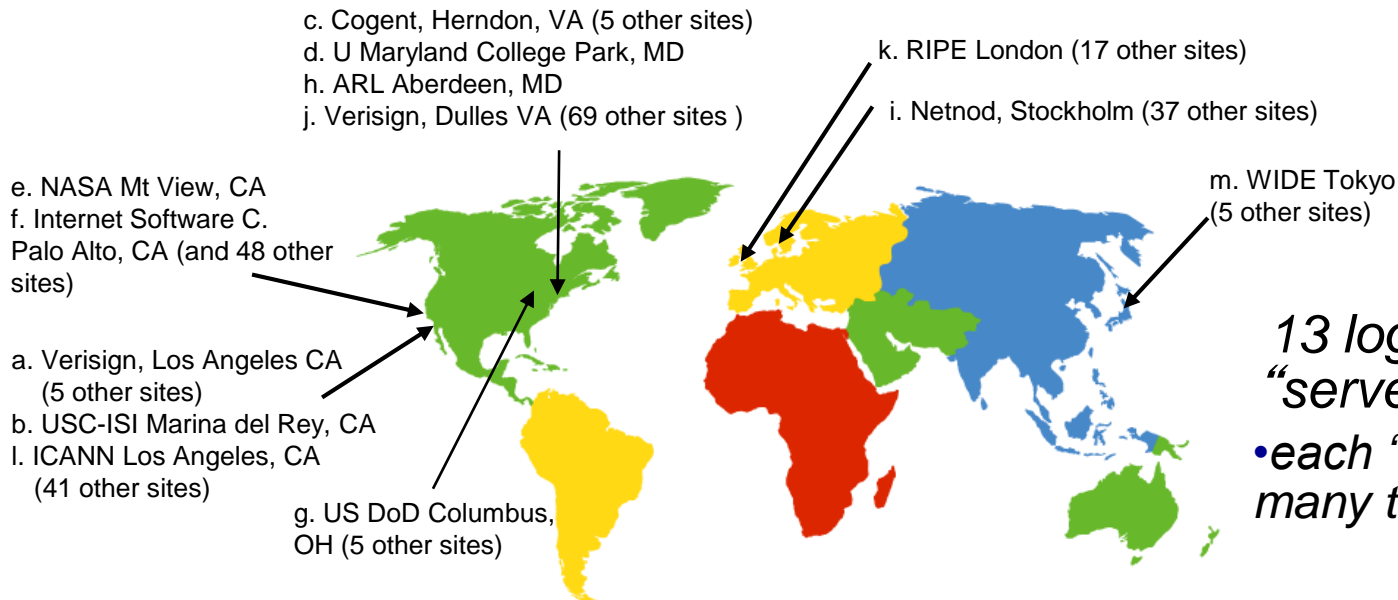 c. Cogent, Herndon, VA (5 other sites)
d. U Maryland College Park, MD
h. ARL Aberdeen, MD
j. Verisign, Dulles VA (69 other sites )
k. RIPE London (17 other sites)
i. Netnod, Stockholm (37 other sites)
m. WIDE Tokyo
(5 other sites)
e. NASA Mt View, CA
f. Internet Software C.
Palo Alto, CA (and 48 other
sites)
a. Verisign, Los Angeles CA
(5 other sites)
b. USC-ISI Marina del Rey, CA
l. ICANN Los Angeles, CA
(41 other sites)
g. US DoD Columbus,
OH (5 other sites)
13
•each
many